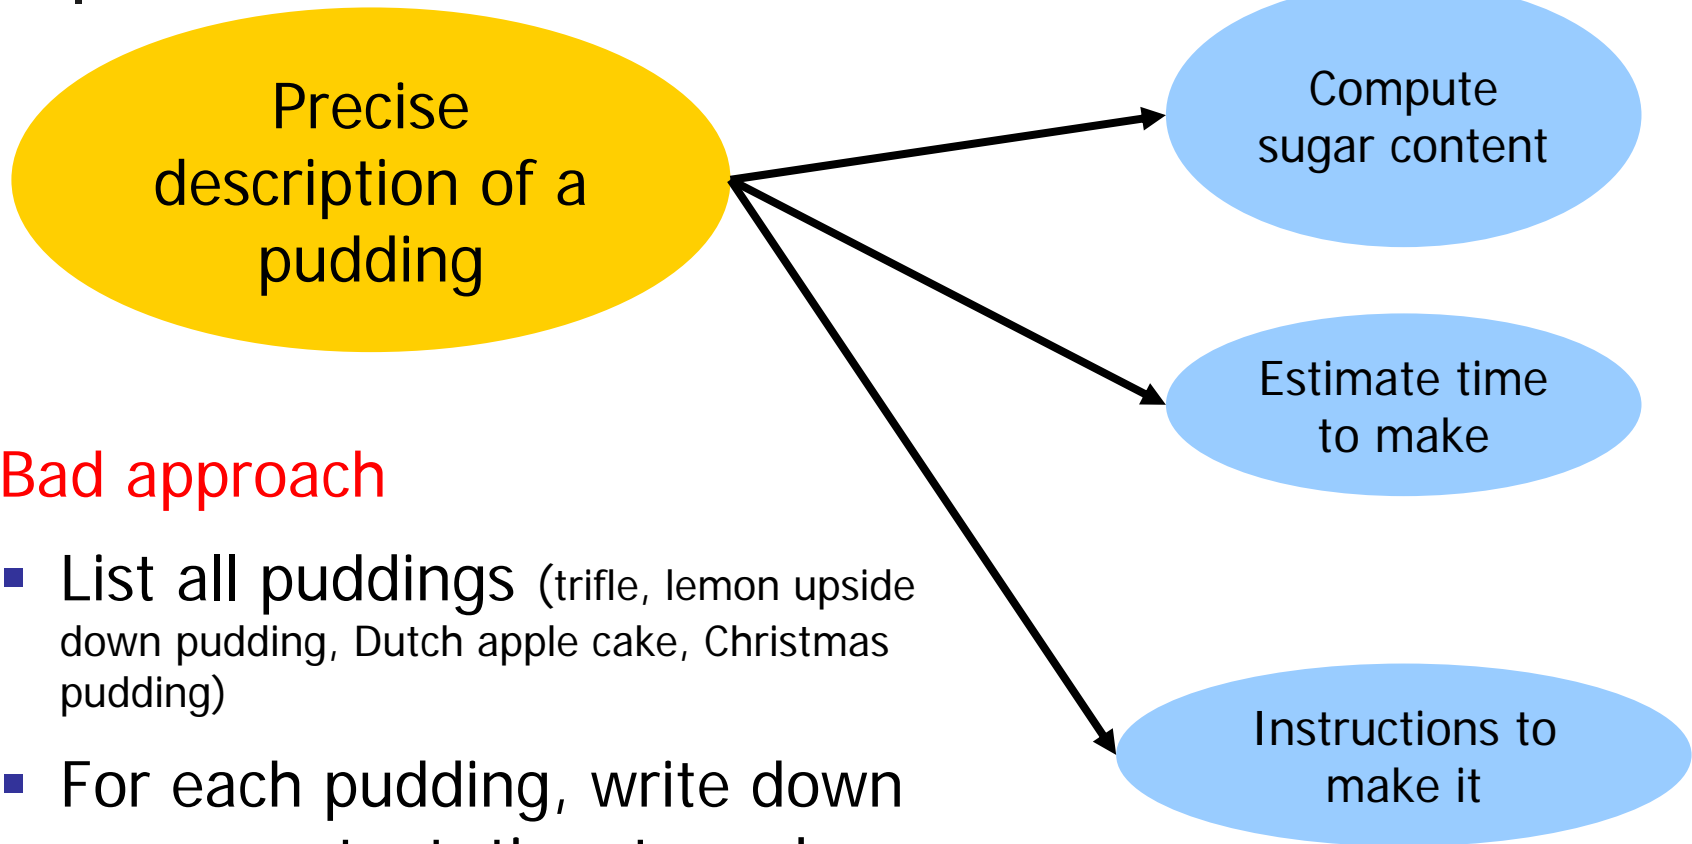 Precise
description of a
pudding
Compute
sugar content
Estimate time
to make
Instructions to
make it
Bad approach
List all puddings (trifle, lemon upside
down pudding, Dutch apple cake, Christmas
pudding)
For each pudding, write down